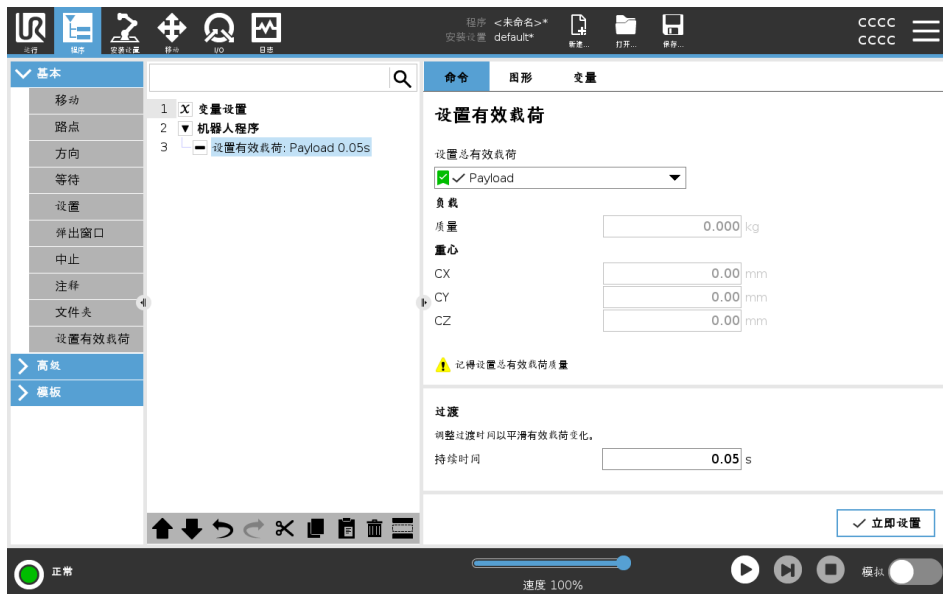 运行
程序
安装设置
移动
I/O
日志
程序 <未命名>*
安装设置 default*
新建...
打开...
保存...
CCCC
CCCC
基本
移动
路点
方向
等待
设置
弹出窗口
中止
注释
文件夹
设置有效载荷
高级
模板
1 X 变量设置
2 机器人程序
3 设置有效载荷: Payload 0.05s
命令 图形 变量
设置有效载荷
设置总有效载荷
Payload
负载
质量 0.000 kg
重心
CX 0.00 mm
CY 0.00 mm
CZ 0.00 mm
记得设置总有效载荷质量
过渡
调整过渡时间以平滑有效载荷变化。
持续时间 0.05 s
立即设置
正常
速度 100%
模拟